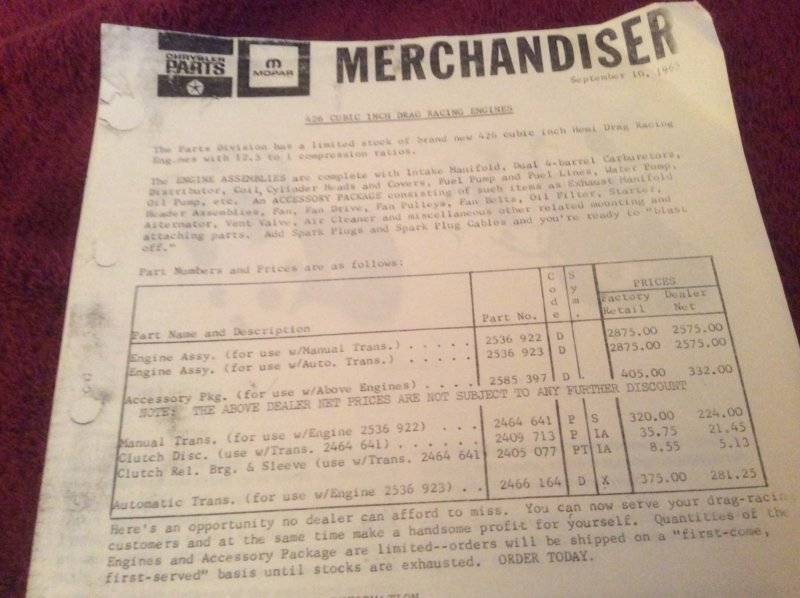 CHRYSLER
PARTS
MOPAR
MERCHANDISER
September 10,
426 CUBIC INCH DRAG RACING ENGINES
The Parts Division has a limited stock of brand new 426 cubic inch Hemi Drag Racing
Engines with 12.5 to 1 compression ratios.
The ENGINE ASSEMBLIES are complete with Intake Manifold, Dual 4-barrel Carburetors,
Distributor, Coil, Cylinder Heads and Covers, Fuel Pump and Fuel Lines, Water Pump,
Oil Pump, etc. An ACCESSORY PACKAGE consisting of such items as Exhaust Manifold
Header Assemblies, Fan, Fan Drive, Fan Pulleys, Fan Belts, Oil Filter, Starter,
Alternator, Vent Valve, Air Cleaner and miscellaneous other related mounting and
attaching parts. Add Spark Plugs and Spark Plug Cables and you're ready to "blast
off."
Part Numbers and Prices are as follows:
Part Name and Description Part No. Code Sym. PRICES Factory Retail Dealer Net
Engine Assy. (for use w/Manual Trans.) . . . . . 2536 922 D 2875.00 2575.00
Engine Assy. (for use w/Auto. Trans.) . . . . 2536 923 D 2875.00 2575.00
Accessory Pkg. (for use w/Above Engines) . . . . 2585 397 D 405.00 332.00
NOTE: THE ABOVE DEALER NET PRICES ARE NOT SUBJECT TO ANY FURTHER DISCOUNT
Manual Trans. (for use w/Engine 2536 922) . . . 2464 641 P S 320.00 224.00
Clutch Disc. (use w/Trans. 2464 641) . . . . . . 2409 713 P IA 35.75 21.45
Clutch Rel. Brg. & Sleeve (use w/Trans. 2464 641 2405 077 PT IA 8.55 5.13
Automatic Trans. (for use w/Engine 2536 923) . . 2466 164 D X 375.00 281.25
Here's an opportunity no dealer can afford to miss. You can now serve your drag-racin
customers and at the same time make a handsome profit for yourself. Quantities of the
Engines and Accessory Package are limited--orders will be shipped on a "first-come,
first-served" basis until stocks are exhausted. ORDER TODAY.